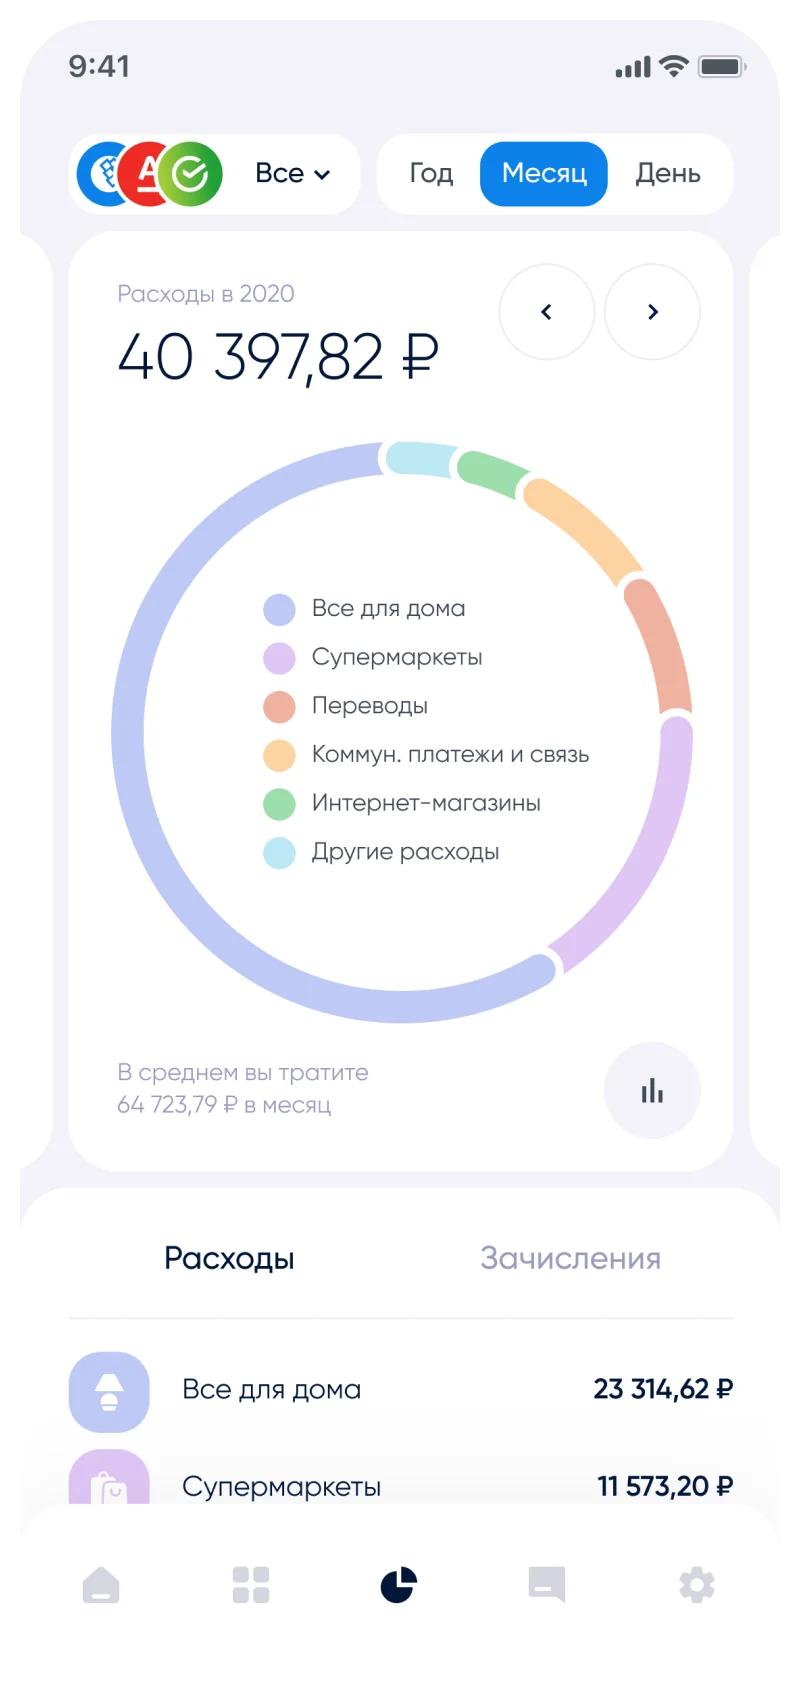 9:41
Все
Год
Месяц
День
Расходы в 2020
40 397,82 ₽
Все для дома
Супермаркеты
Переводы
Коммун. платежи и связь
Интернет-магазины
Другие расходы
В среднем вы тратите
64 723,79 ₽ в месяц
Расходы
Зачисления
Все для дома
23 314,62 ₽
Супермаркеты
11 573,20 ₽